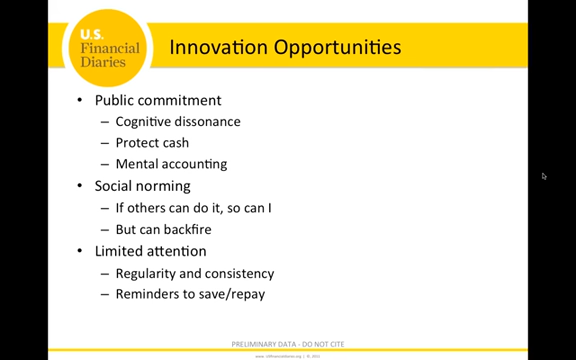 U.S.
Financial
Diaries
Innovation Opportunities
• Public commitment
– Cognitive dissonance
– Protect cash
– Mental accounting
• Social norming
– If others can do it, so can I
– But can backfire
• Limited attention
– Regularity and consistency
– Reminders to save/repay
PRELIMINARY DATA - DO NOT CITE